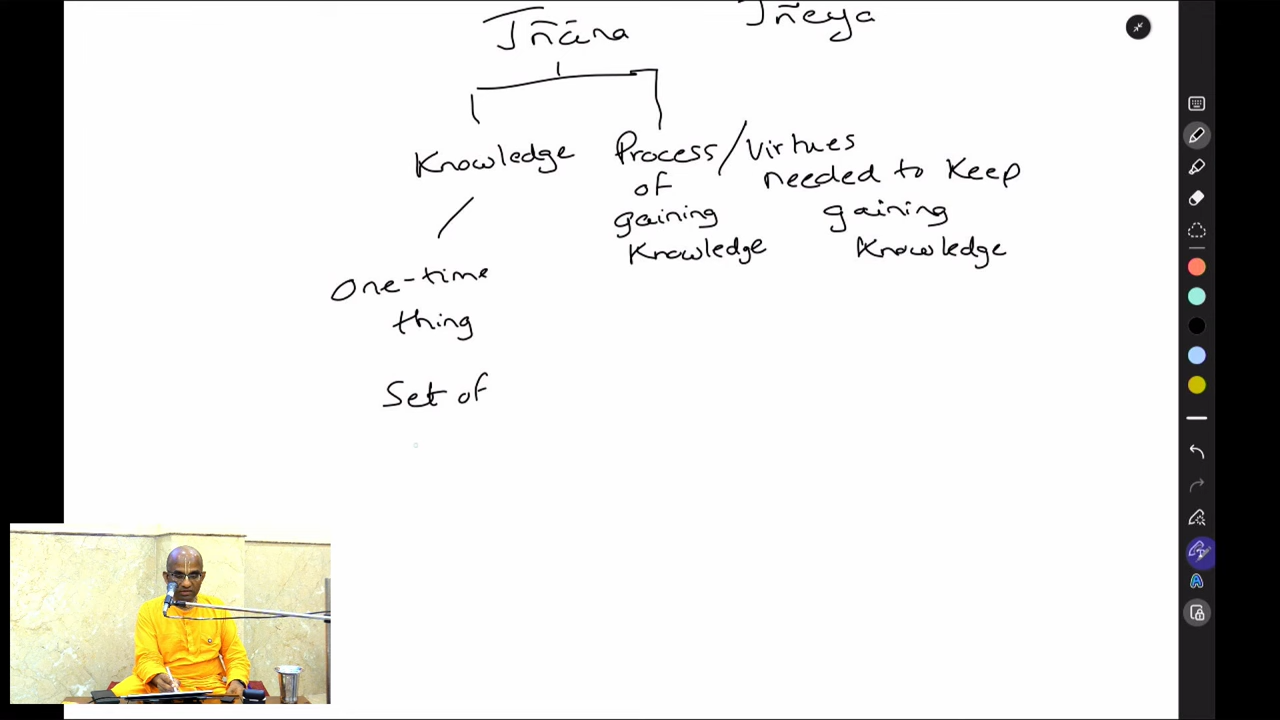 Jñāna Jñeya
Knowledge Process / Virtues
of needed to keep
gaining gaining
Knowledge Knowledge
One-time
thing
Set of